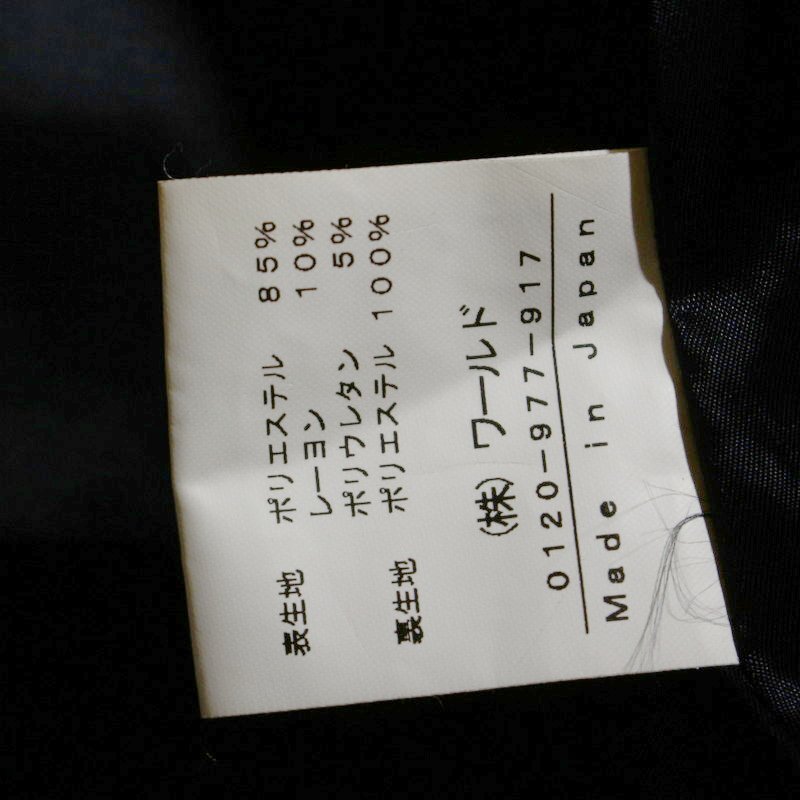 表生地 ポリエステル 85%
レーヨン 10%
ポリウレタン 5%
裏生地 ポリエステル 100%
(株)ワールド
0120-977-917
Made in Japan